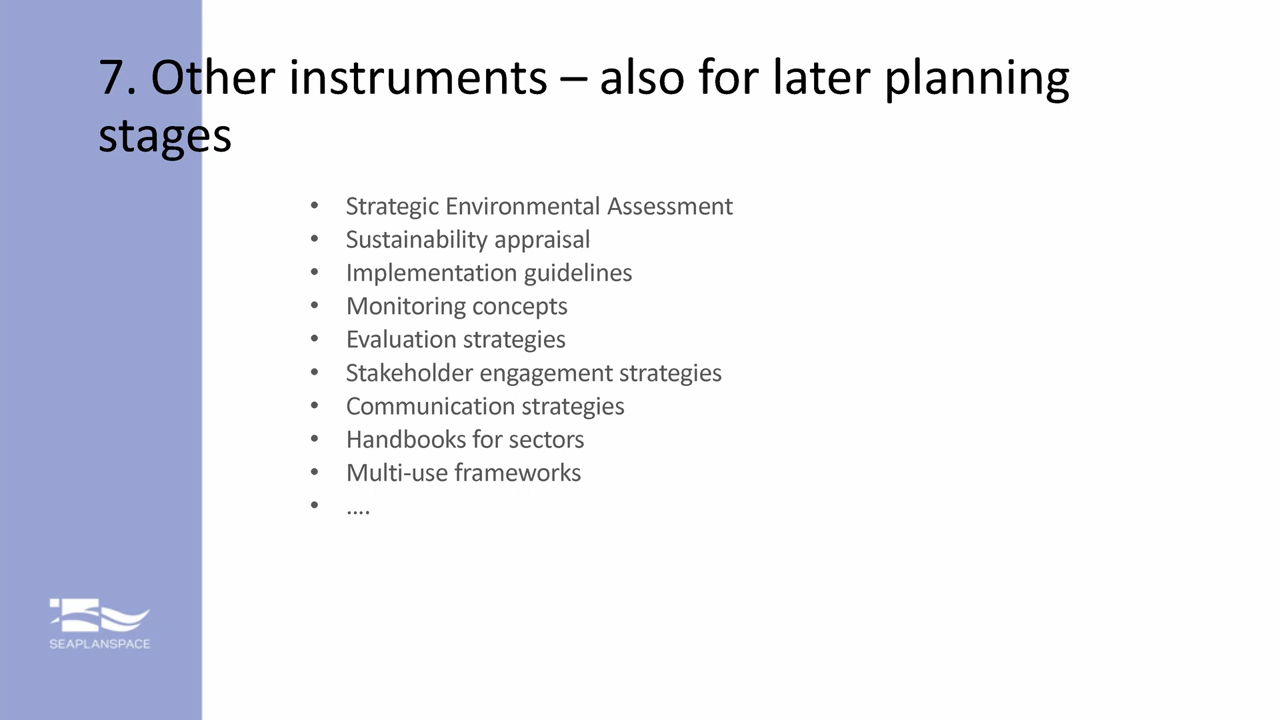 7. Other instruments – also for later planning
stages
• Strategic Environmental Assessment
• Sustainability appraisal
• Implementation guidelines
• Monitoring concepts
• Evaluation strategies
• Stakeholder engagement strategies
• Communication strategies
• Handbooks for sectors
• Multi-use frameworks
• ….
SEAPLANSPACE